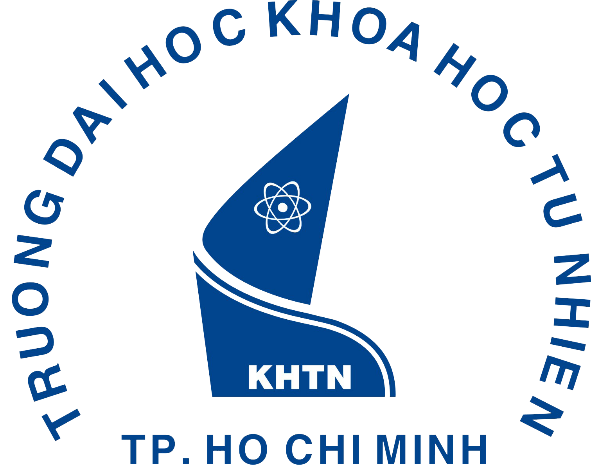 TRUONG DAI HOC KHOA HOC TU NHIEN
KHTN
TP. HO CHI MINH